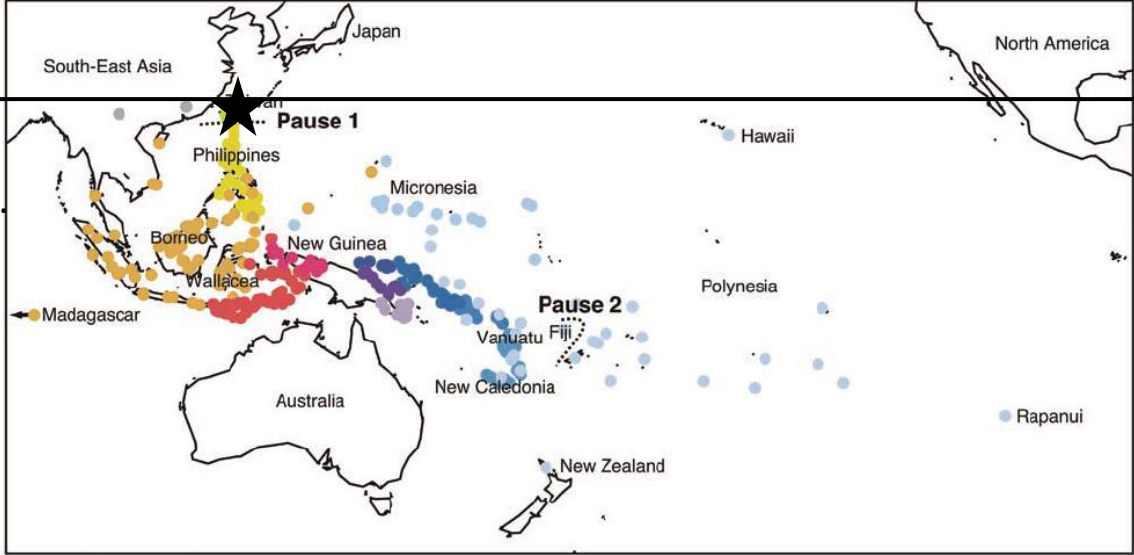 Japan
South-East Asia
North America
Pause 1
Hawaii
Philippines
Micronesia
Borneo
New Guinea
Wallacea
Polynesia
Madagascar
Pause 2
Vanuatu
Fiji
New Caledonia
Australia
Rapanui
New Zealand